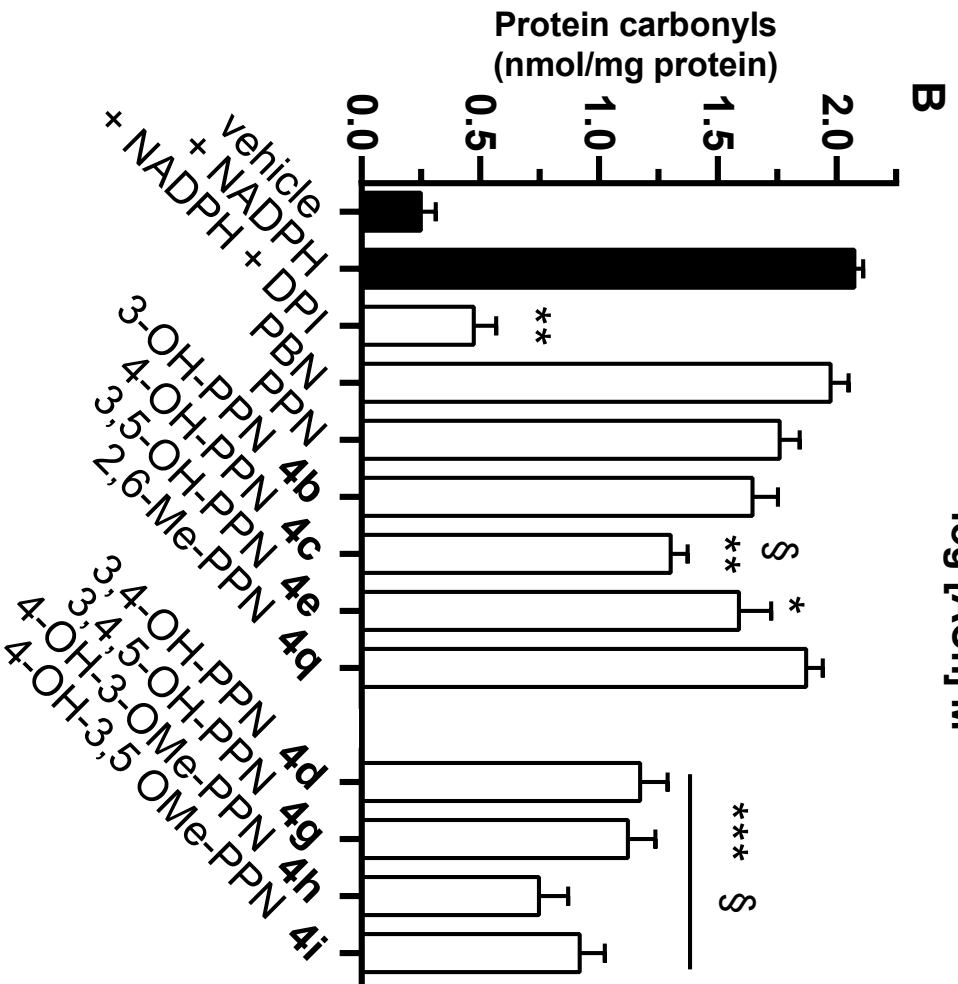 B
Protein carbonyls
(nmol/mg protein)
2.0
1.5
1.0
0.5
0.0
**
§
**
*
***
§
vehicle
+ NADPH
+ NADPH + DPI
PBN
PPN
3-OH-PPN 4b
4-OH-PPN 4c
3,5-OH-PPN 4e
2,6-Me-PPN 4q
3,4-OH-PPN 4d
3,4,5-OH-PPN 4g
4-OH-3-OMe-PPN 4h
4-OH-3,5 OMe-PPN 4i